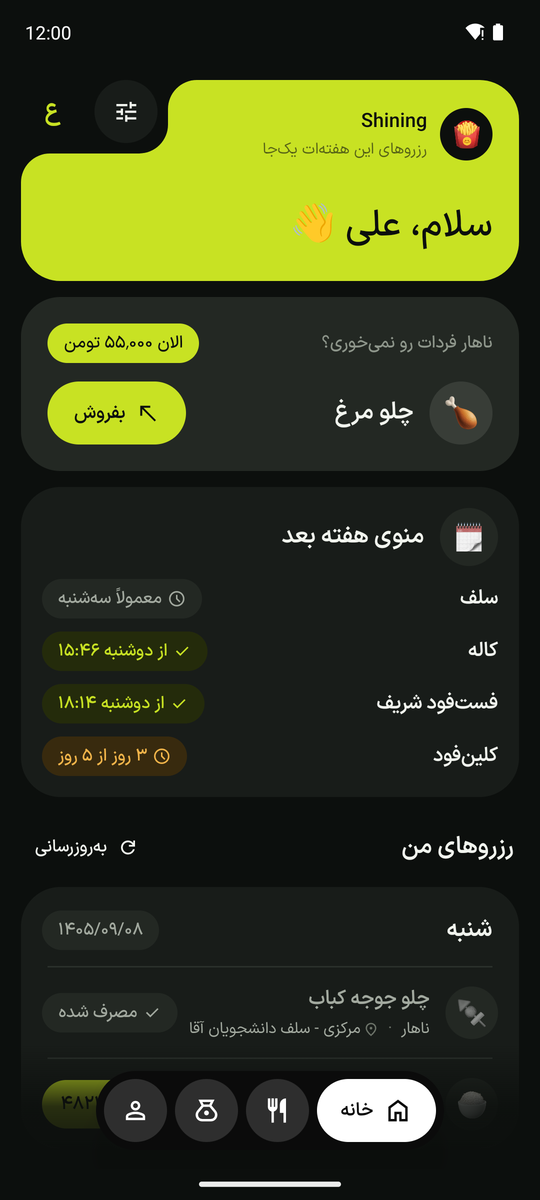 12:00
ع
Shining
رزروهای این هفته‌ات یک‌جا
سلام، علی 👋
ناهار فردات رو نمی‌خوری؟
الان ۵۵٬۰۰۰ تومن
چلو مرغ
بفروش
منوی هفته بعد
سلف
معمولاً سه‌شنبه
کاله
از دوشنبه ۱۵:۴۶
فست‌فود شریف
از دوشنبه ۱۸:۱۴
کلین‌فود
۳ روز از ۵ روز
رزروهای من
به‌روزرسانی
شنبه
۱۴۰۵/۰۹/۰۸
چلو جوجه کباب
ناهار · مرکزی - سلف دانشجویان آقا
مصرف شده
خانه